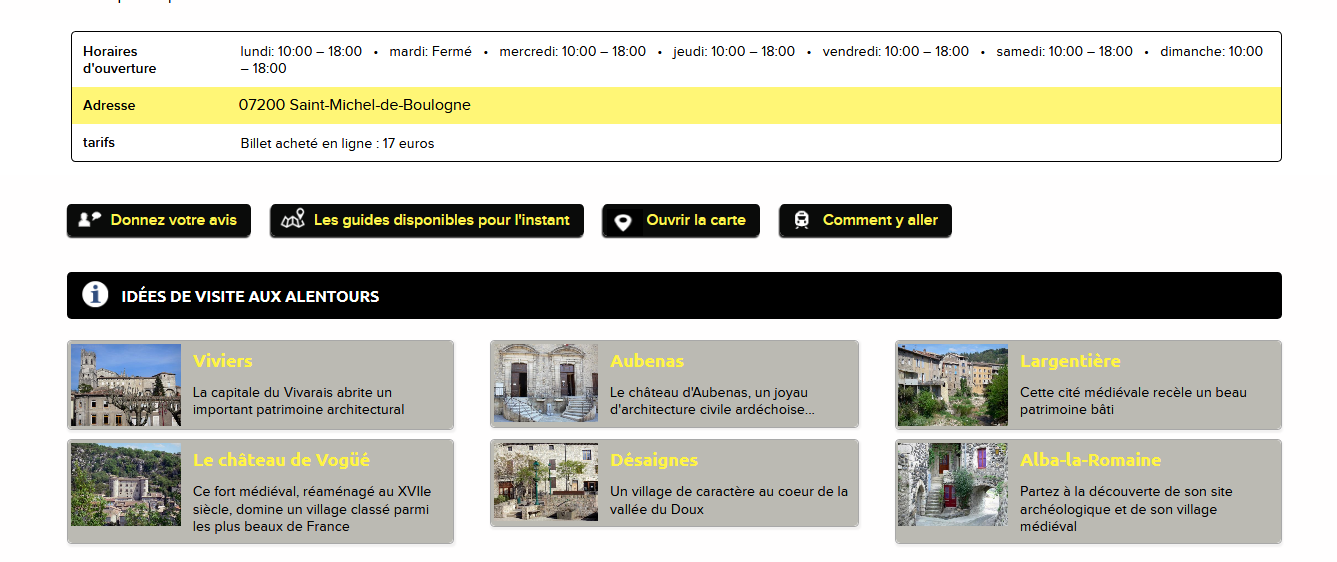 Horaires d'ouverture
lundi: 10:00 – 18:00 • mardi: Fermé • mercredi: 10:00 – 18:00 • jeudi: 10:00 – 18:00 • vendredi: 10:00 – 18:00 • samedi: 10:00 – 18:00 • dimanche: 10:00
– 18:00
Adresse
07200 Saint-Michel-de-Boulogne
tarifs
Billet acheté en ligne : 17 euros
Donnez votre avis
Les guides disponibles pour l'instant
Ouvrir la carte
Comment y aller
IDÉES DE VISITE AUX ALENTOURS
Viviers
La capitale du Vivarais abrite un
important patrimoine architectural
Aubenas
Le château d'Aubenas, un joyau
d'architecture civile ardéchoise...
Largentière
Cette cité médiévale recèle un beau
patrimoine bâti
Le château de Vogüé
Ce fort médiéval, réaménagé au XVIIe
siècle, domine un village classé parmi
les plus beaux de France
Désaignes
Un village de caractère au coeur de la
vallée du Doux
Alba-la-Romaine
Partez à la découverte de son site
archéologique et de son village
médiéval